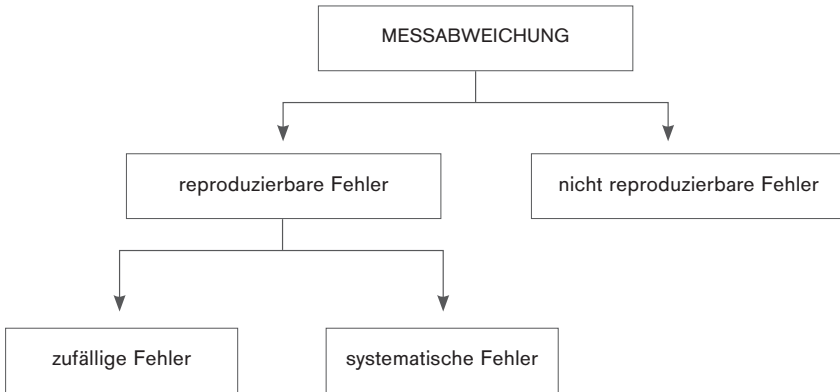 MESSABWEICHUNG
reproduzierbare Fehler
nicht reproduzierbare Fehler
zufällige Fehler
systematische Fehler